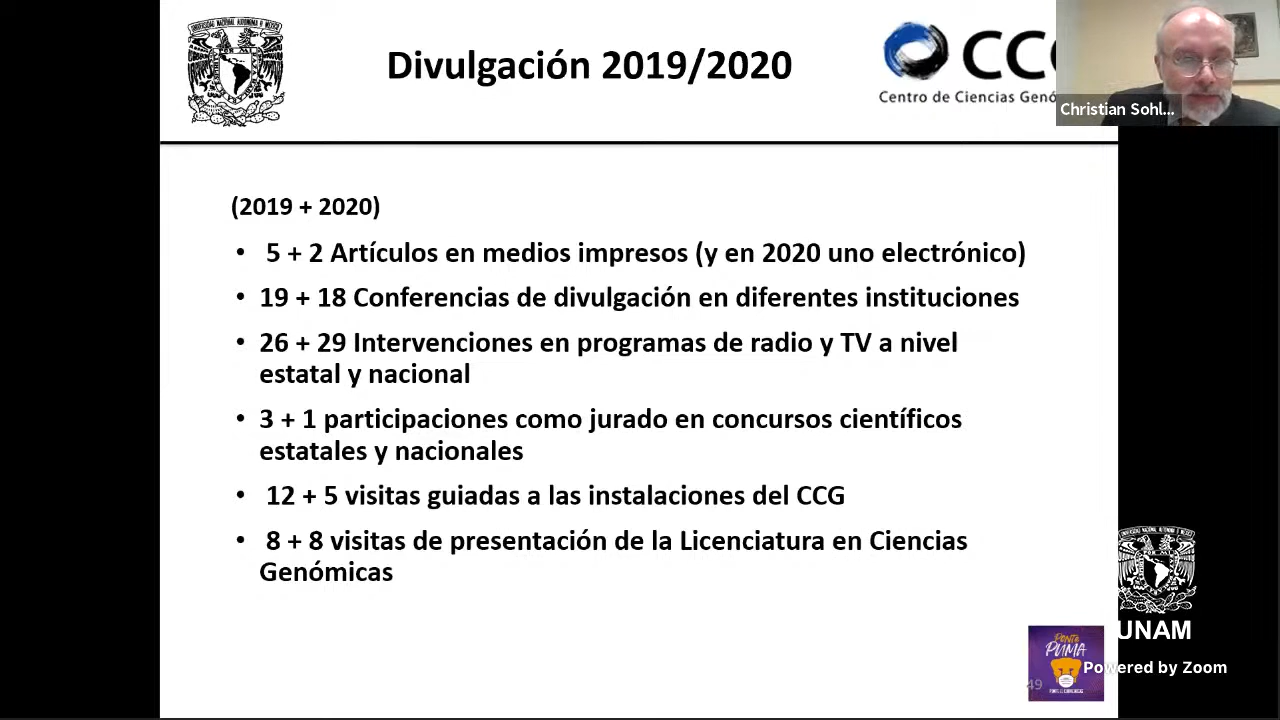 Divulgación 2019/2020
CCG
Centro de Ciencias Genó
Christian Sohl...
(2019 + 2020)
• 5 + 2 Artículos en medios impresos (y en 2020 uno electrónico)
• 19 + 18 Conferencias de divulgación en diferentes instituciones
• 26 + 29 Intervenciones en programas de radio y TV a nivel
estatal y nacional
• 3 + 1 participaciones como jurado en concursos científicos
estatales y nacionales
• 12 + 5 visitas guiadas a las instalaciones del CCG
• 8 + 8 visitas de presentación de la Licenciatura en Ciencias
Genómicas
UNAM
PONTE
PUMA
Powered by Zoom
49